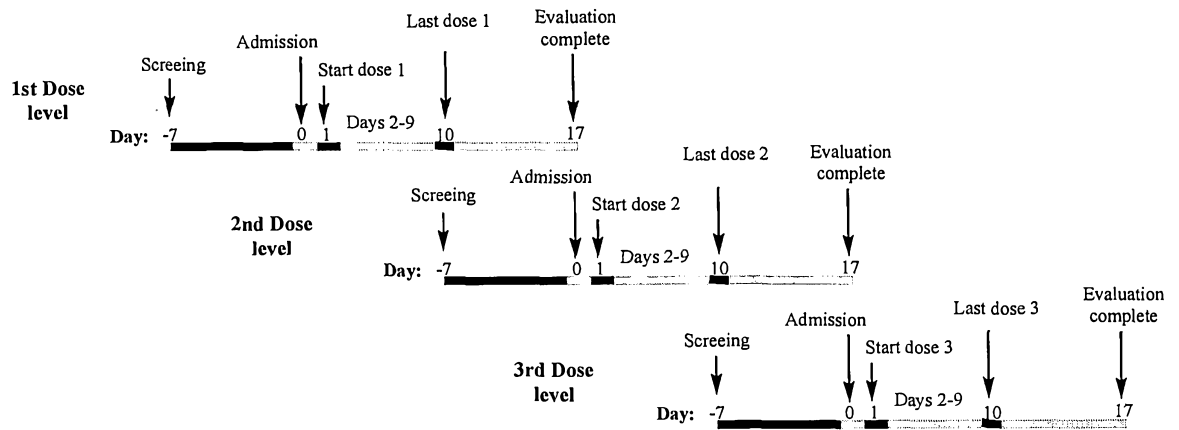 Last dose 1
Evaluation
complete
Admission
Screeing
Start dose 1
1st Dose
level
Days 2-9
Day: -7 0 1 10 17
Last dose 2
Evaluation
complete
Admission
Screeing
Start dose 2
2nd Dose
level
Days 2-9
Day: -7 0 1 10 17
Evaluation
complete
Last dose 3
Admission
Screeing
Start dose 3
3rd Dose
level
Days 2-9
Day: -7 0 1 10 17